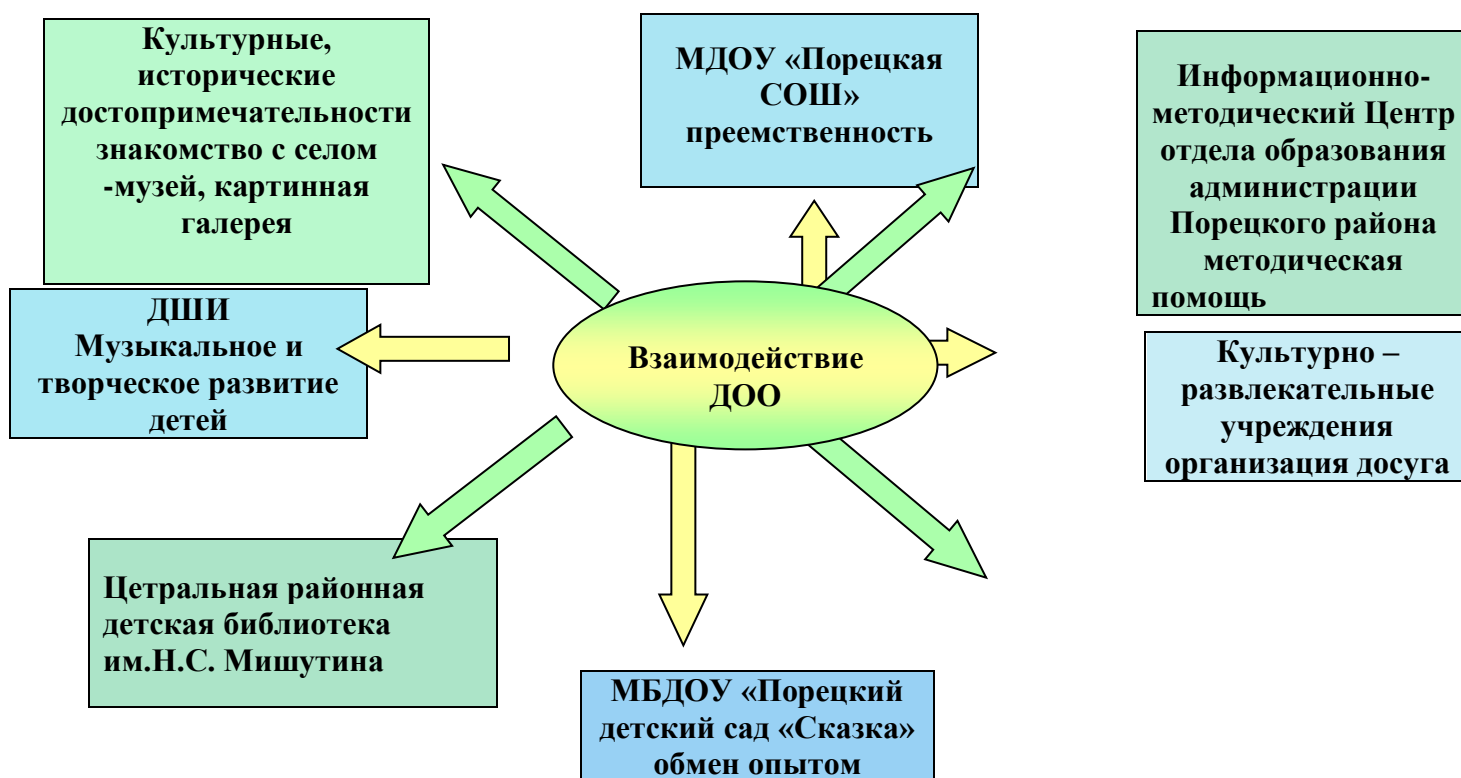 Культурные,
исторические
достопримечательности
знакомство с селом
-музей, картинная
галерея
МДОУ «Порецкая
СОШ»
преемственность
Информационно-
методический Центр
отдела образования
администрации
Порецкого района
методическая
помощь
ДШИ
Музыкальное и
творческое развитие
детей
Взаимодействие
ДОО
Культурно –
развлекательные
учреждения
организация досуга
Цетральная районная
детская библиотека
им.Н.С. Мишутина
МБДОУ «Порецкий
детский сад «Сказка»
обмен опытом